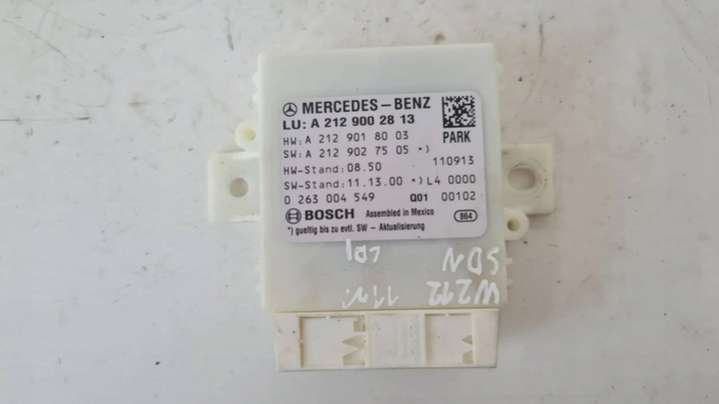 MERCEDES-BENZ
LU: A 212 900 28 13
HW: A 212 901 80 03
PARK
SW: A 212 902 75 05 *)
HW-Stand: 08.50
110913
SW-Stand: 11.13.00 *) L4 0000
0 263 004 549
Q01 00102
BOSCH Assembled in Mexico
864
*) gueltig bis zu evtl. SW - Aktualisierung
W212
SDN